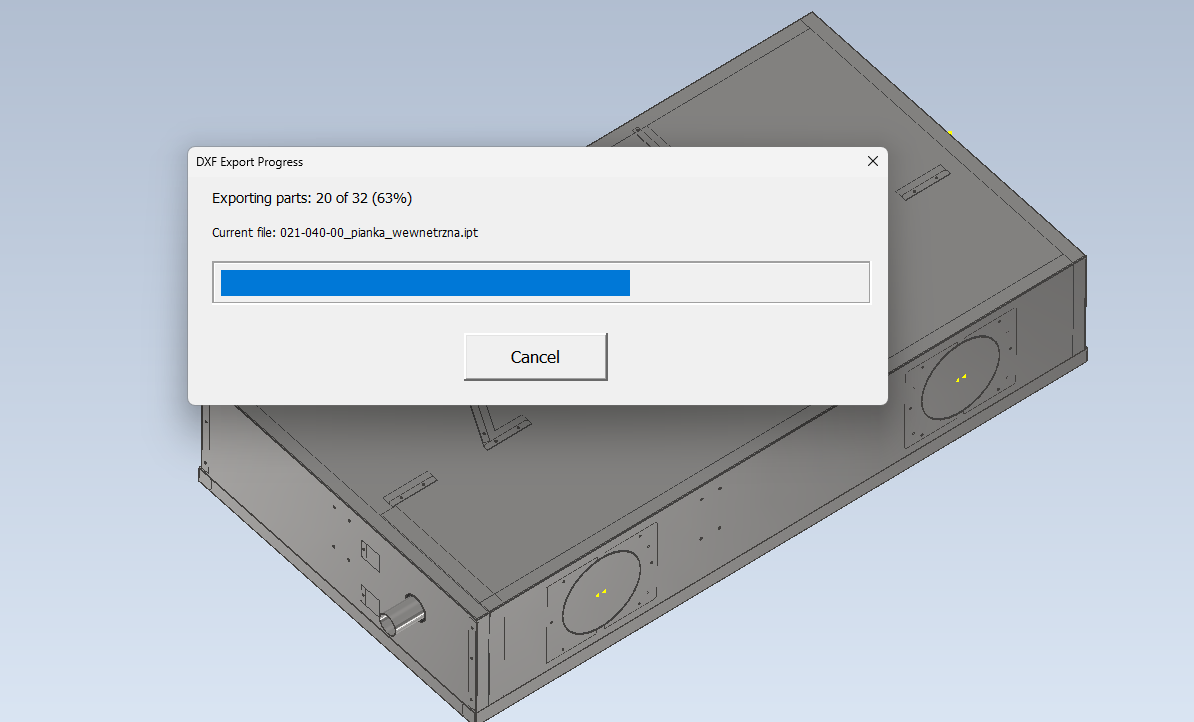 DXF Export Progress
Exporting parts: 20 of 32 (63%)
Current file: 021-040-00_pianka_wewnetrzna.ipt
Cancel